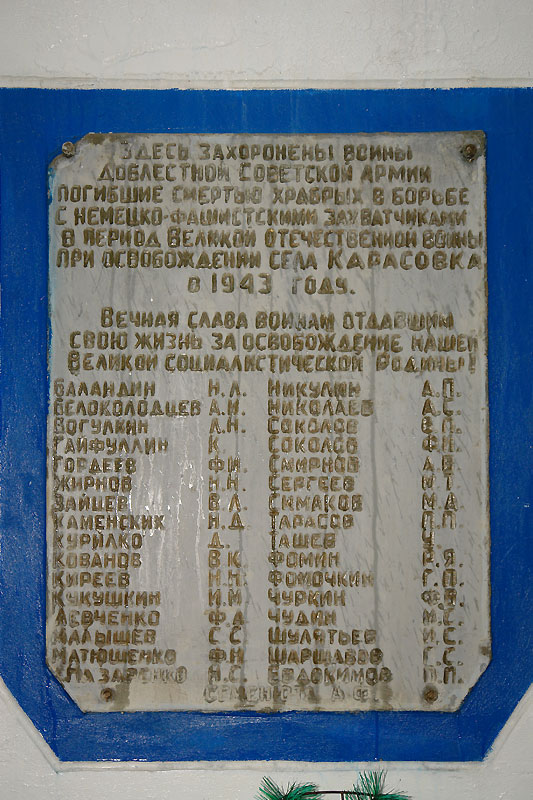 Здесь захоронены воины
доблестной Советской Армии
погибшие смертью храбрых в борьбе
с немецко-фашистскими захватчиками
в период Великой Отечественной войны
при освобождении села Карасовка
в 1943 году.
Вечная слава воинам отдавшим
свою жизнь за освобождение нашей
Великой социалистической Родины!
Баландин Н.Л. Никулин А.П.
Белоколодцев А.И. Николаев А.С.
Вогулкин А.Н. Соколов
Гайфуллин К. Соколов Ф.Н.
Гордеев Ф.И. Смирнов А.В.
Жирнов Н.Н. Сергеев
Зайцев В.Л. Симаков М.Д.
Каменских Н.Д. Тарасов П.П.
Курилко Д. Ташев Ч.
Кованов В.К. Фомин Е.Я.
Киреев Н.Н. Фомочкин Г.П.
Кукушкин И.И. Чуркин
Левченко Ф.Д. Чудин М.С.
Малышев С.С. Шулятьев И.С.
Матюшенко Ф.Н. Шаршавов С.С.
Назаренко Н.С. Евдокимов П.П.